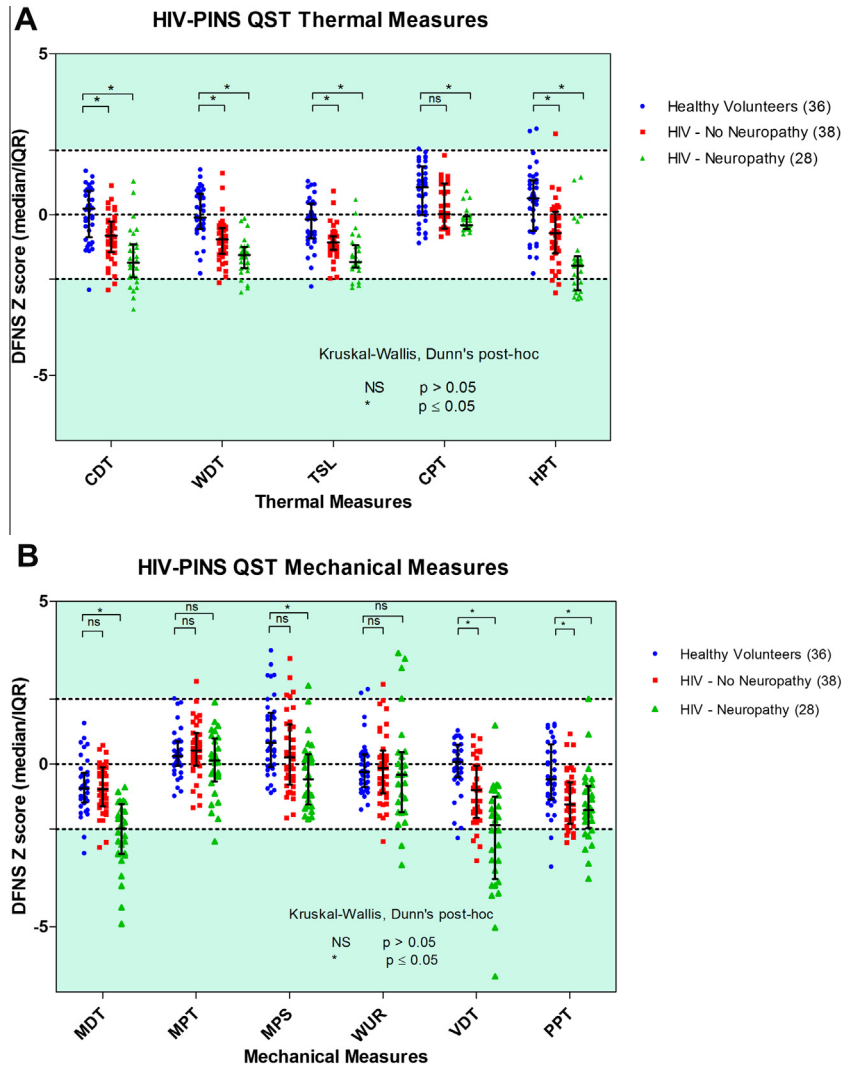 A
HIV-PINS QST Thermal Measures
5
0
-5
DFNS Z score (median/IQR)
* * * * * * * ns * *
Healthy Volunteers (36)
HIV - No Neuropathy (38)
HIV - Neuropathy (28)
Kruskal-Wallis, Dunn's post-hoc
NS p > 0.05
* p ≤ 0.05
CDT WDT TSL CPT HPT
Thermal Measures
B
HIV-PINS QST Mechanical Measures
5
0
-5
DFNS Z score (median/IQR)
* ns ns ns * ns ns ns * * * *
Healthy Volunteers (36)
HIV - No Neuropathy (38)
HIV - Neuropathy (28)
Kruskal-Wallis, Dunn's post-hoc
NS p > 0.05
* p ≤ 0.05
MDT MPT MPS WUR VDT PPT
Mechanical Measures